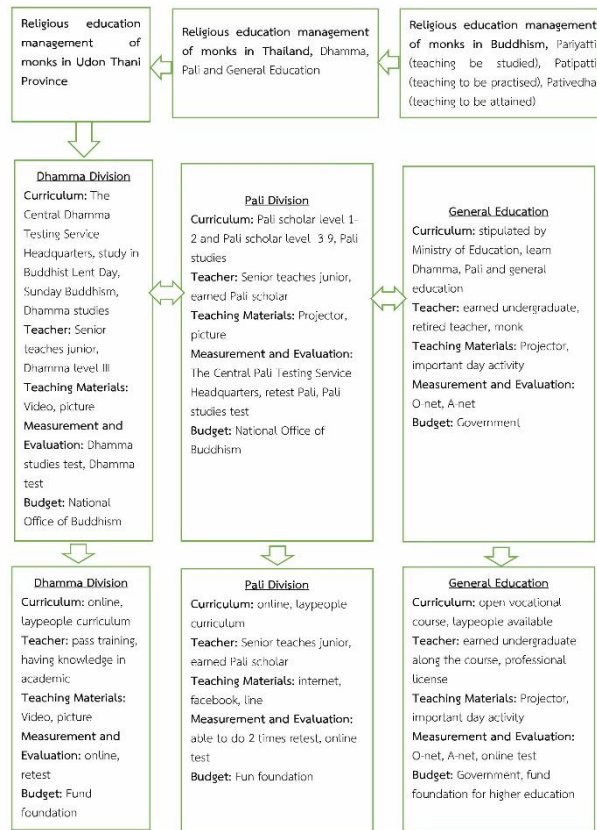 Religious education
management of
monks in Udon Thani
Province
Religious education management
of monks in Thailand, Dhamma,
Pali and General Education
Religious education management
of monks in Buddhism, Pariyatti
(teaching be studied), Patipatti
(teaching to be practised), Pativedha
(teaching to be attained)
Dhamma Division
Curriculum: The
Central Dhamma
Testing Service
Headquarters, study in
Buddhist Lent Day,
Sunday Buddhism,
Dhamma studies
Teacher: Senior
teaches junior,
Dhamma level III
Teaching Materials:
Video, picture
Measurement and
Evaluation: Dhamma
studies test, Dhamma
test
Budget: National
Office of Buddhism
Pali Division
Curriculum: Pali scholar level 1-
2 and Pali scholar level 3 9, Pali
studies
Teacher: Senior teaches junior,
earned Pali scholar
Teaching Materials: Projector,
picture
Measurement and Evaluation:
The Central Pali Testing Service
Headquarters, retest Pali, Pali
studies test
Budget: National Office of
Buddhism
General Education
Curriculum: stipulated by
Ministry of Education, learn
Dhamma, Pali and general
education
Teacher: earned undergraduate,
retired teacher, monk
Teaching Materials: Projector,
important day activity
Measurement and Evaluation:
O-net, A-net
Budget: Government
Dhamma Division
Curriculum: online,
laypeople curriculum
Teacher: pass training,
having knowledge in
academic
Teaching Materials:
Video, picture
Measurement and
Evaluation: online,
retest
Budget: Fund
foundation
Pali Division
Curriculum: online, laypeople
curriculum
Teacher: Senior teaches junior,
earned Pali scholar
Teaching Materials: internet,
facebook, line
Measurement and Evaluation:
able to do 2 times retest, online
test
Budget: Fun foundation
General Education
Curriculum: open vocational
course, laypeople available
Teacher: earned undergraduate
along the course, professional
license
Teaching Materials: Projector,
important day activity
Measurement and Evaluation:
O-net, A-net, online test
Budget: Government, fund
foundation for higher education